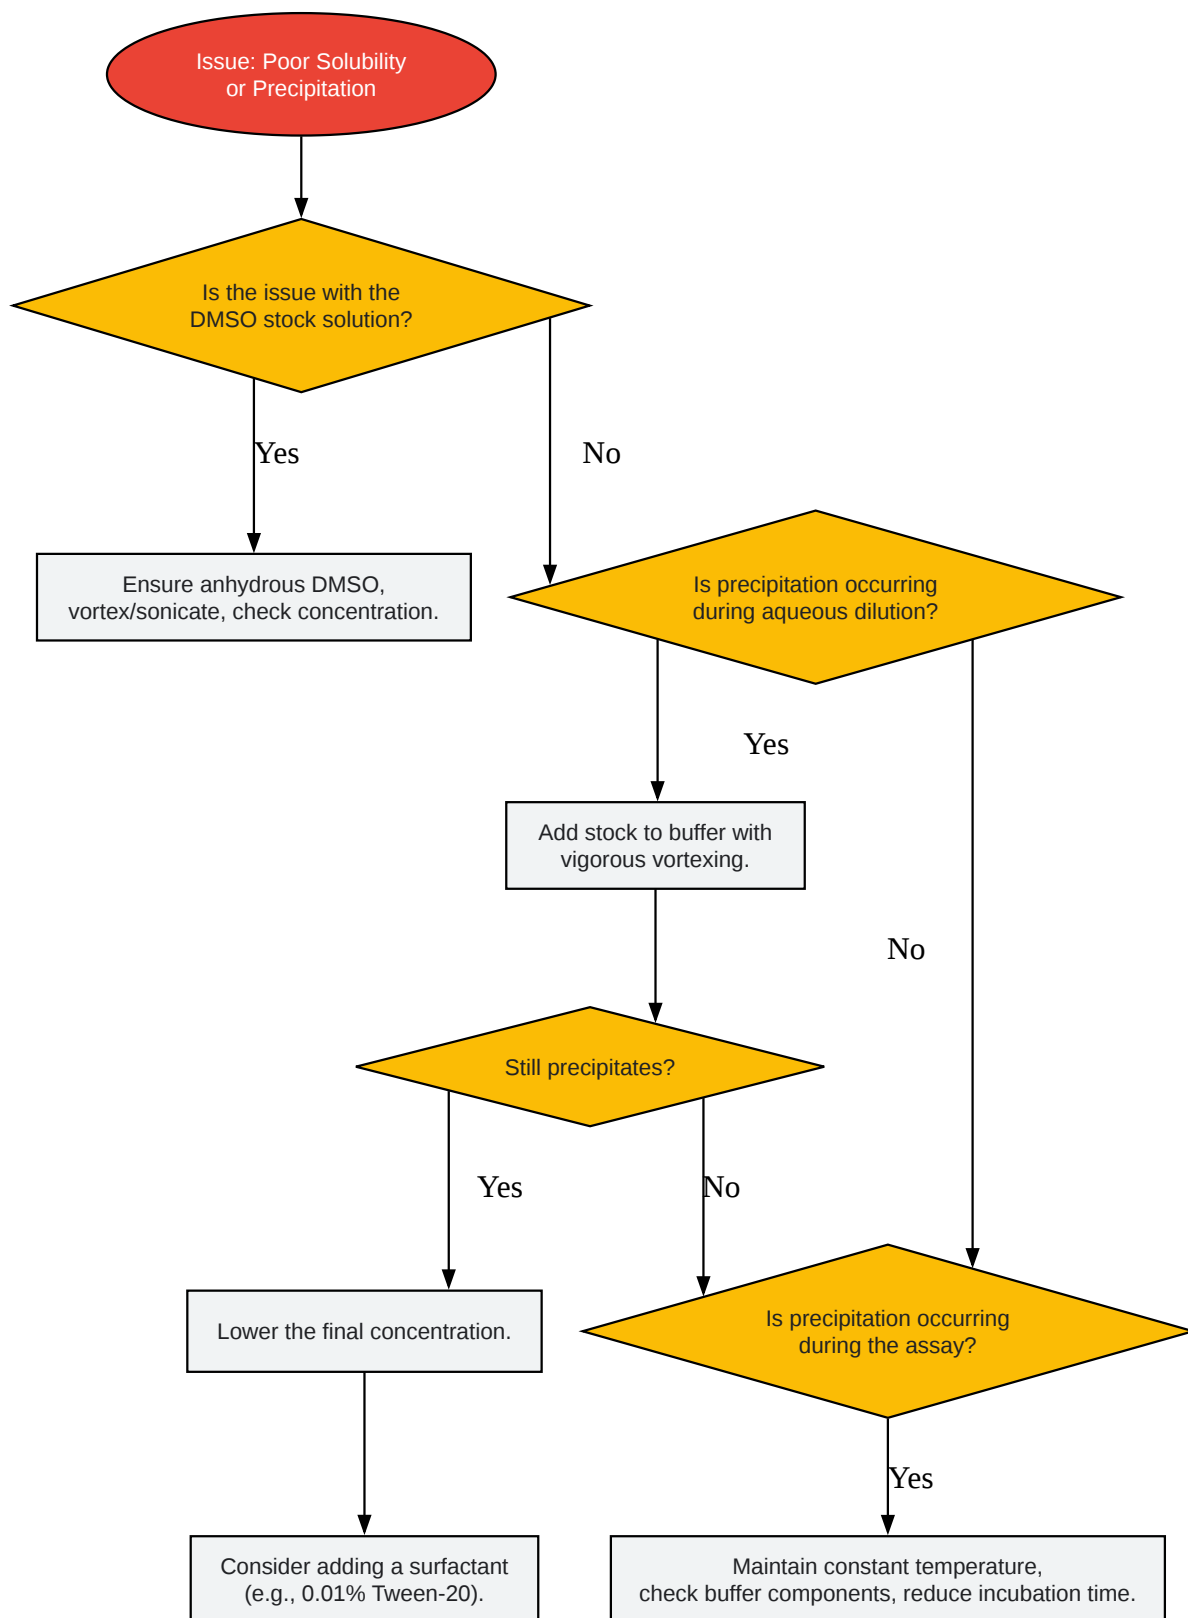 Issue: Poor Solubility
or Precipitation
Is the issue with the
DMSO stock solution?
Yes
No
Ensure anhydrous DMSO,
vortex/sonicate, check concentration.
Is precipitation occurring
during aqueous dilution?
Yes
Add stock to buffer with
vigorous vortexing.
No
Still precipitates?
Yes
No
Lower the final concentration.
Is precipitation occurring
during the assay?
Yes
Consider adding a surfactant
(e.g., 0.01% Tween-20).
Maintain constant temperature,
check buffer components, reduce incubation time.